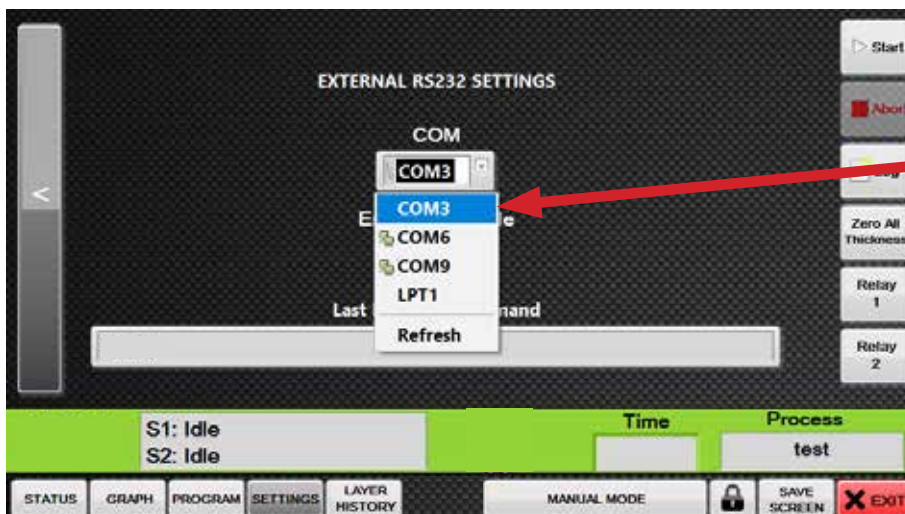 EXTERNAL RS232 SETTINGS
COM
COM3
COM3
COM6
COM9
LPT1
Refresh
Last
<
Start
Abort
Zero All
Thickness
Relay
1
Relay
2
S1: Idle
S2: Idle
Time
Process
test
STATUS
GRAPH
PROGRAM
SETTINGS
LAYER
HISTORY
MANUAL MODE
SAVE
SCREEN
X EXIT